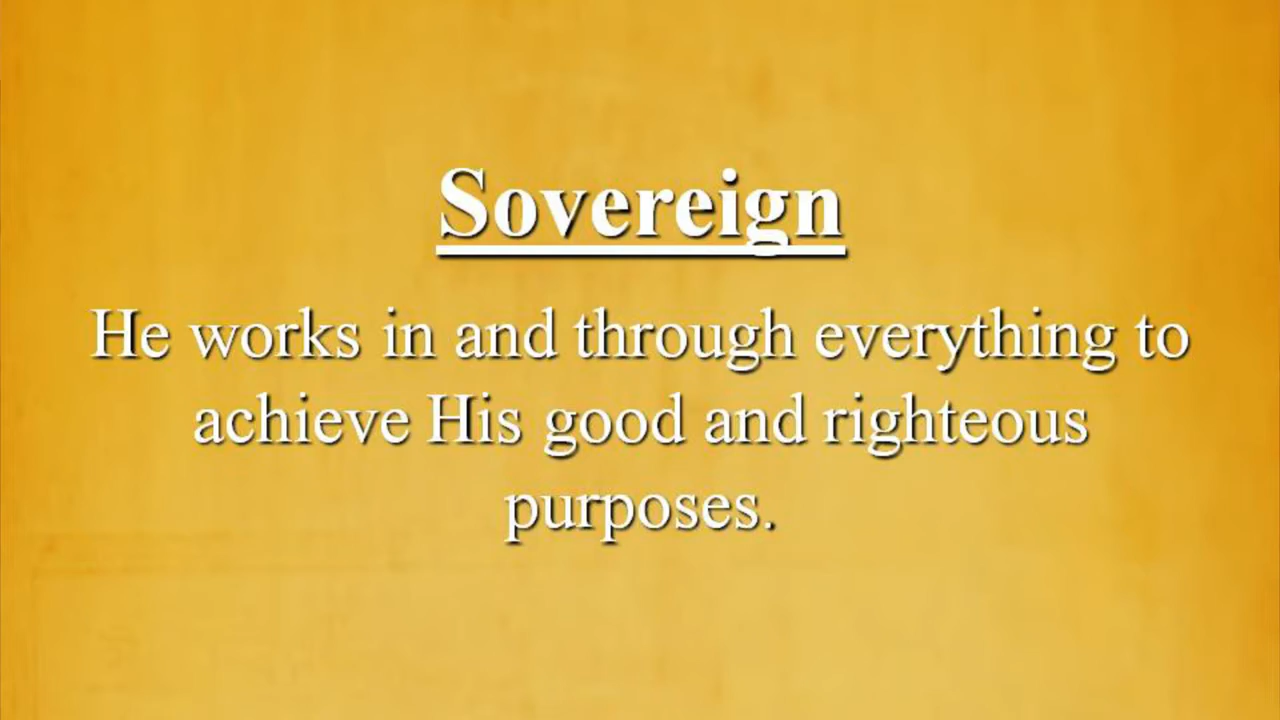 Sovereign
He works in and through everything to
achieve His good and righteous
purposes.